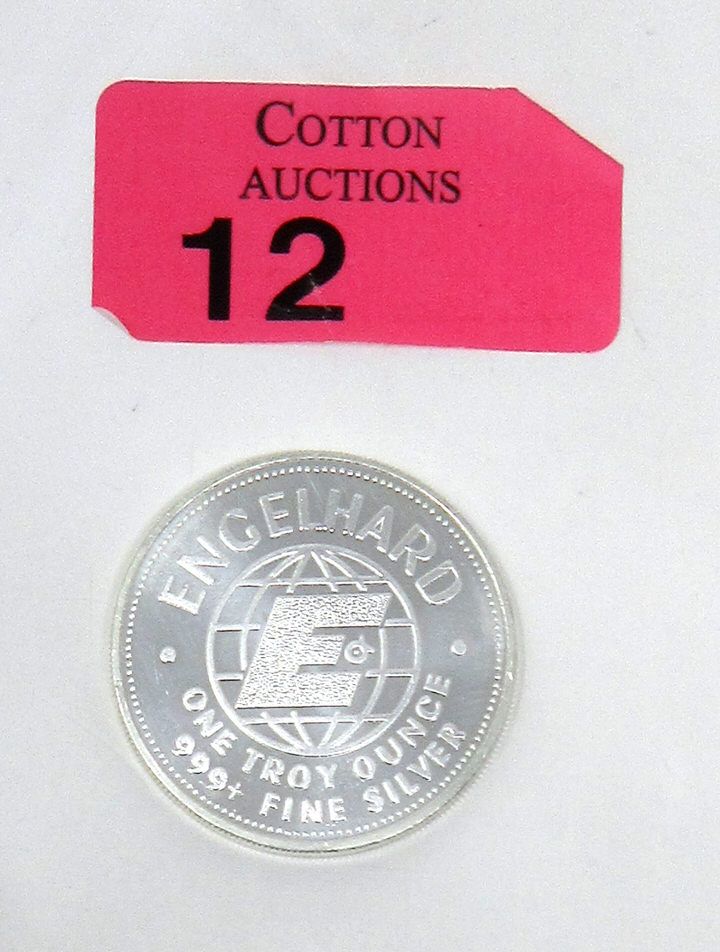 COTTON
AUCTIONS
12
ENGELHARD
E
ONE TROY OUNCE
999+ FINE SILVER